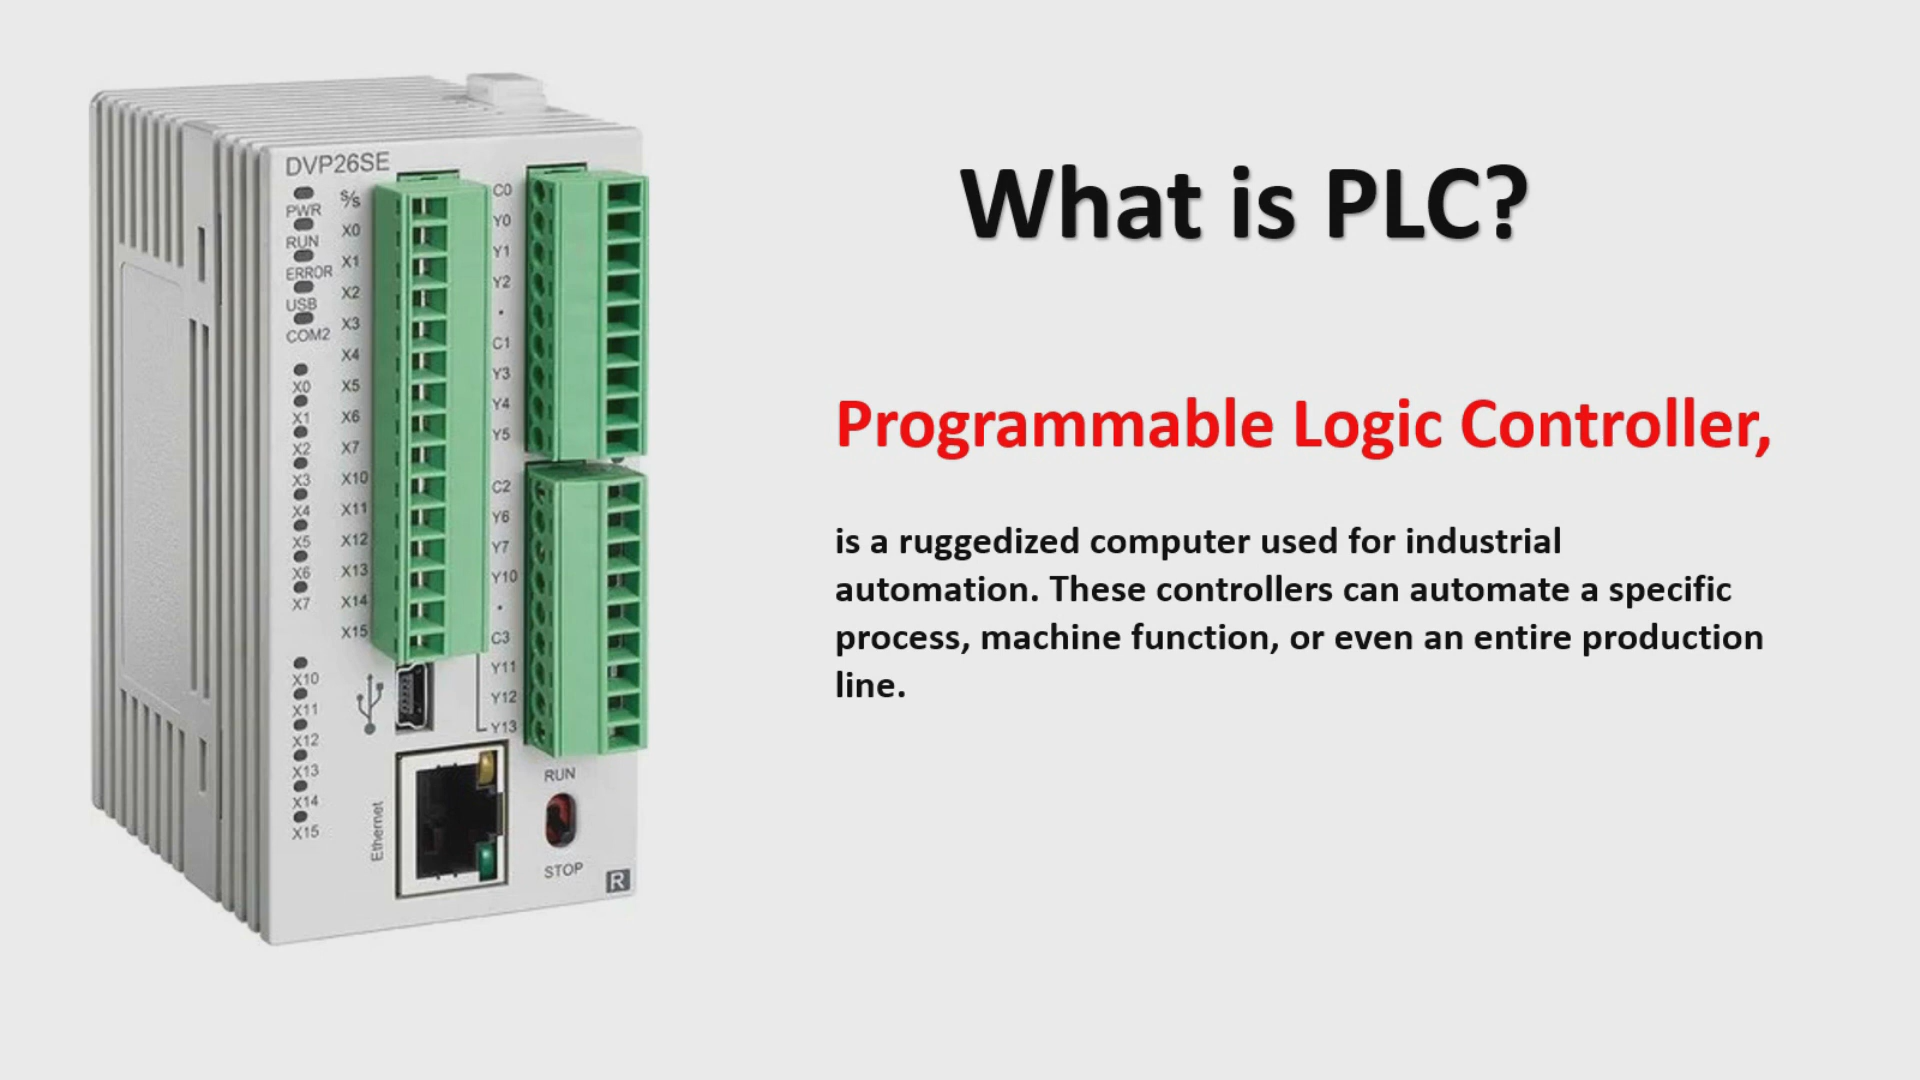 DVP26SE
PWR
RUN
ERROR
USB
COM2
X0
X1
X2
X3
X4
X5
X6
X7
X10
X11
X12
X13
X14
X15
S/S
X0
X1
X2
X3
X4
X5
X6
X7
X10
X11
X12
X13
X14
X15
C0
Y0
Y1
Y2
•
C1
Y3
Y4
Y5
C2
Y6
Y7
Y10
•
C3
Y11
Y12
Y13
Ethernet
RUN
STOP
R
What is PLC?
Programmable Logic Controller,
is a ruggedized computer used for industrial
automation. These controllers can automate a specific
process, machine function, or even an entire production
line.